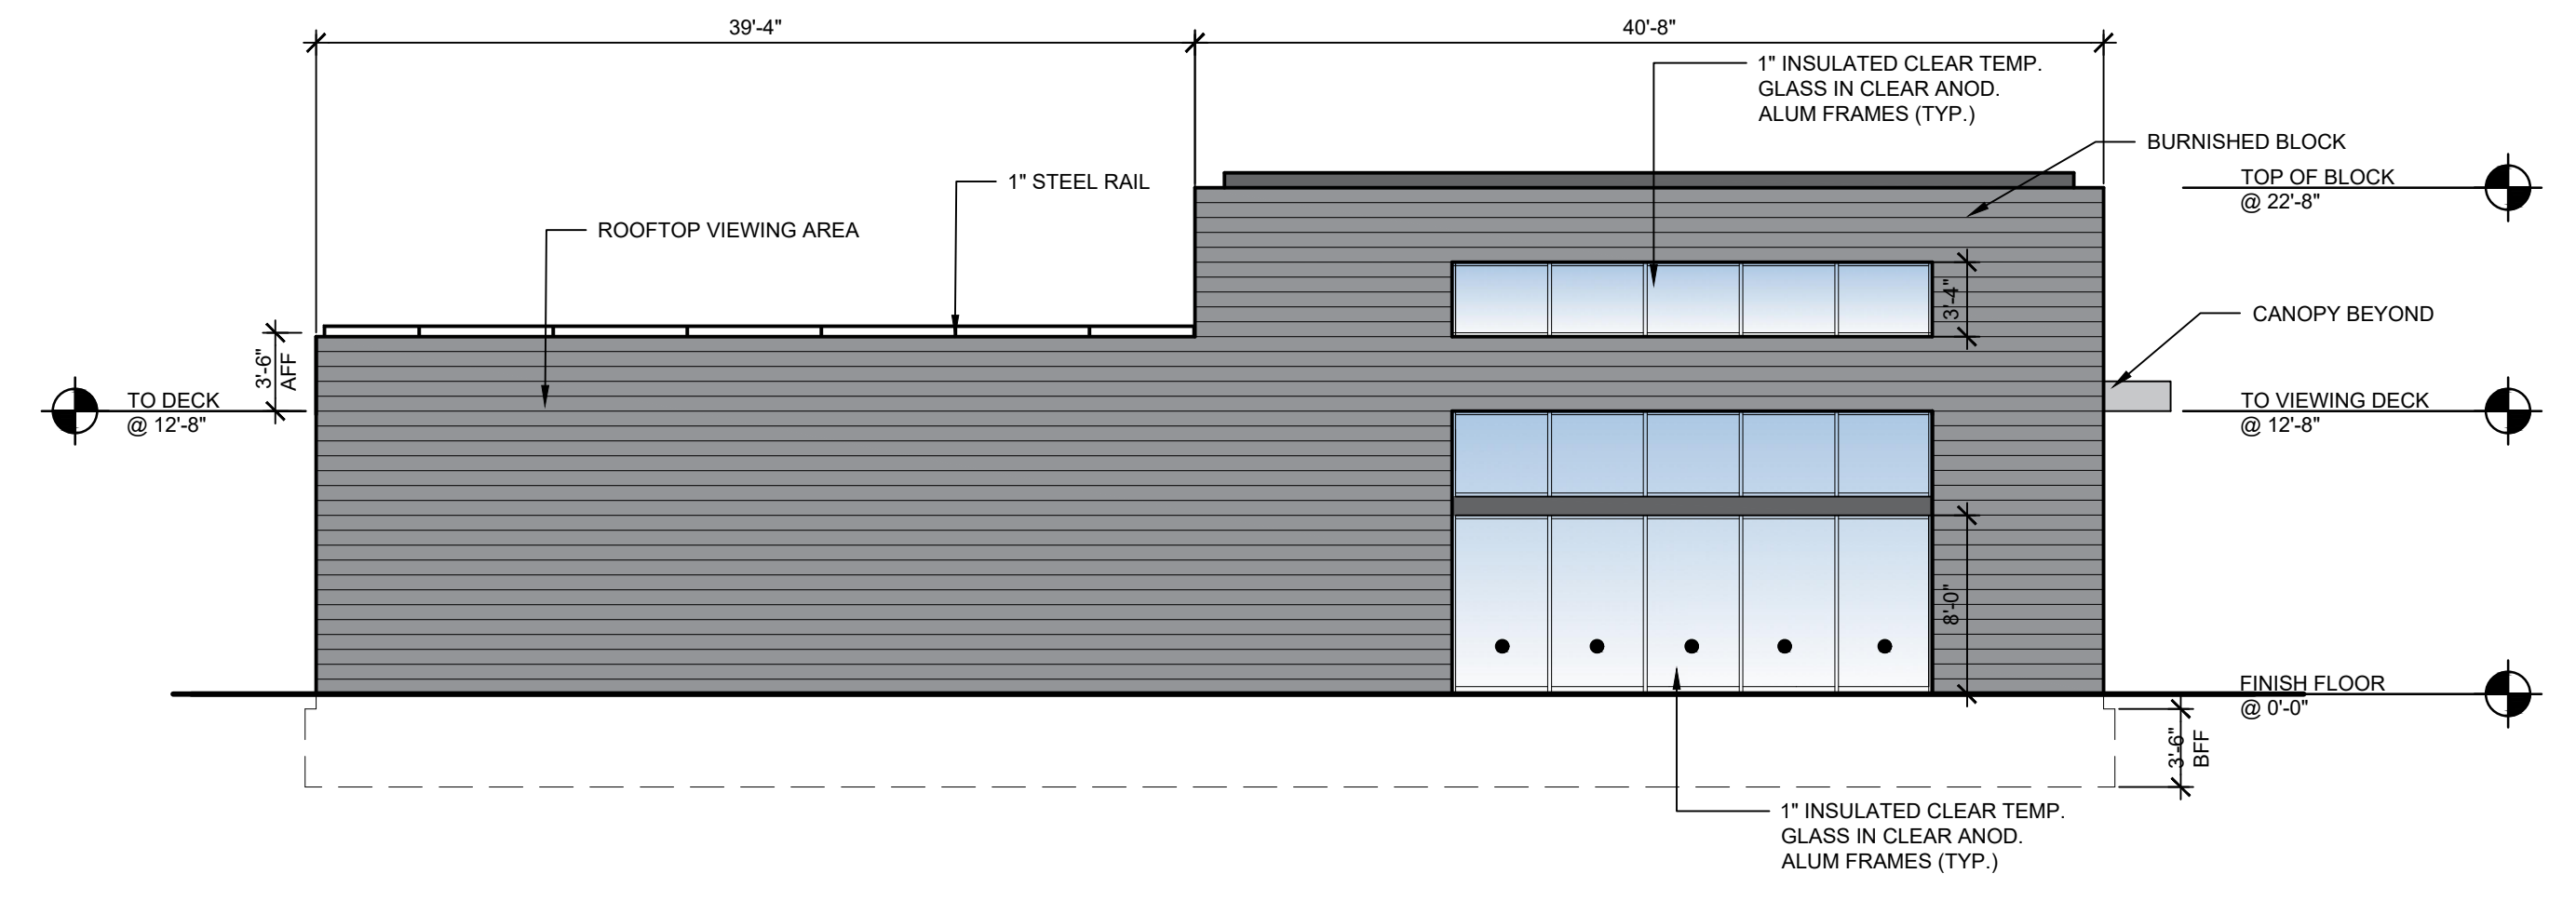 39'-4"
40'-8"
1" INSULATED CLEAR TEMP.
GLASS IN CLEAR ANOD.
ALUM FRAMES (TYP.)
BURNISHED BLOCK
1" STEEL RAIL
TOP OF BLOCK
@ 22'-8"
ROOFTOP VIEWING AREA
3'-4"
CANOPY BEYOND
3'-6"
AFF
TO DECK
@ 12'-8"
TO VIEWING DECK
@ 12'-8"
8'-0"
FINISH FLOOR
@ 0'-0"
3'-6"
BFF
1" INSULATED CLEAR TEMP.
GLASS IN CLEAR ANOD.
ALUM FRAMES (TYP.)